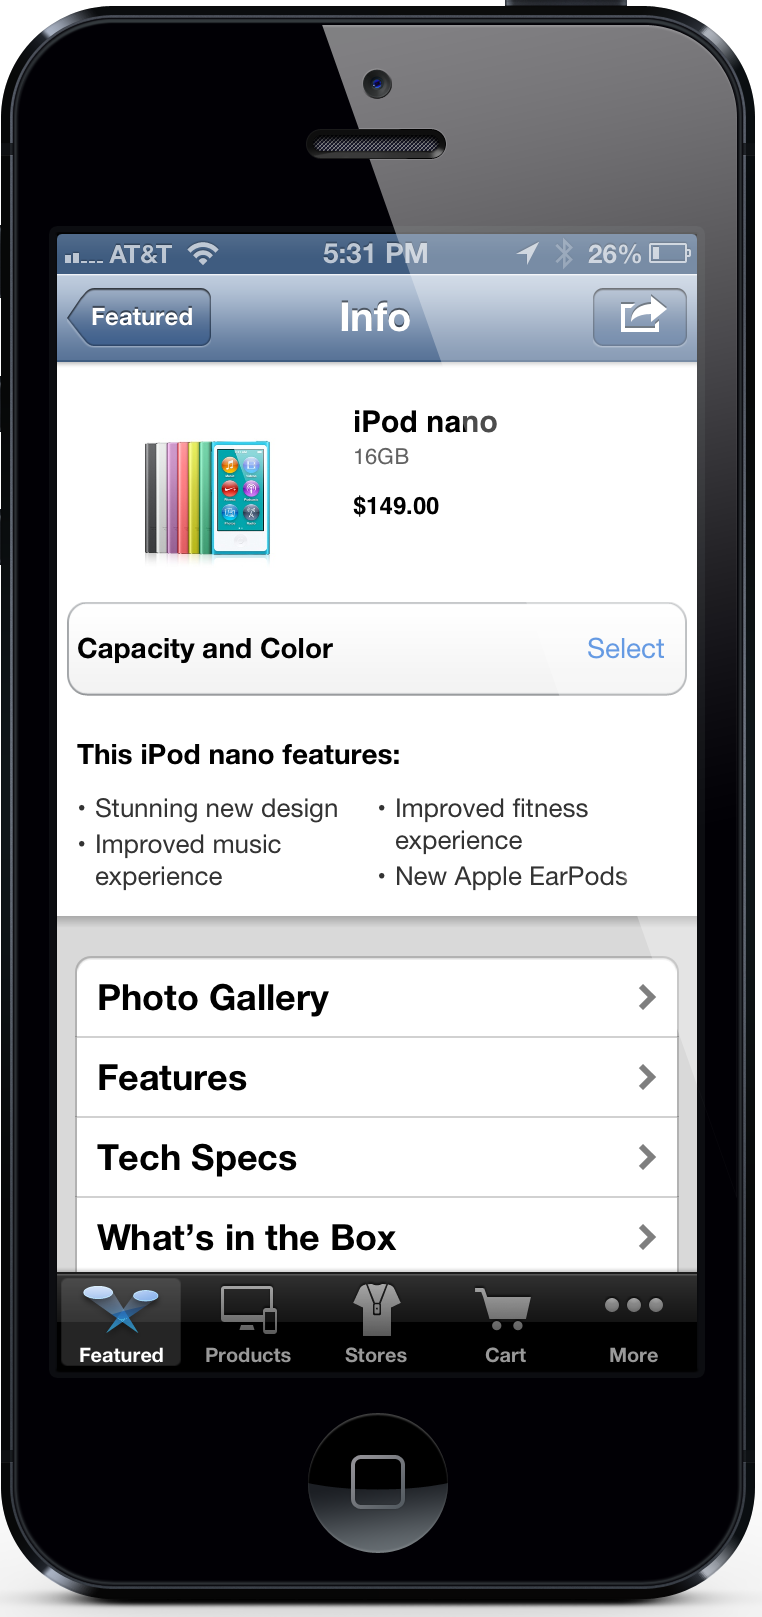 AT&T 5:31 PM 26%
Featured Info
iPod nano
16GB
$149.00
Capacity and Color Select
This iPod nano features:
• Stunning new design
• Improved music
experience
• Improved fitness
experience
• New Apple EarPods
Photo Gallery
Features
Tech Specs
What’s in the Box
Featured Products Stores Cart More